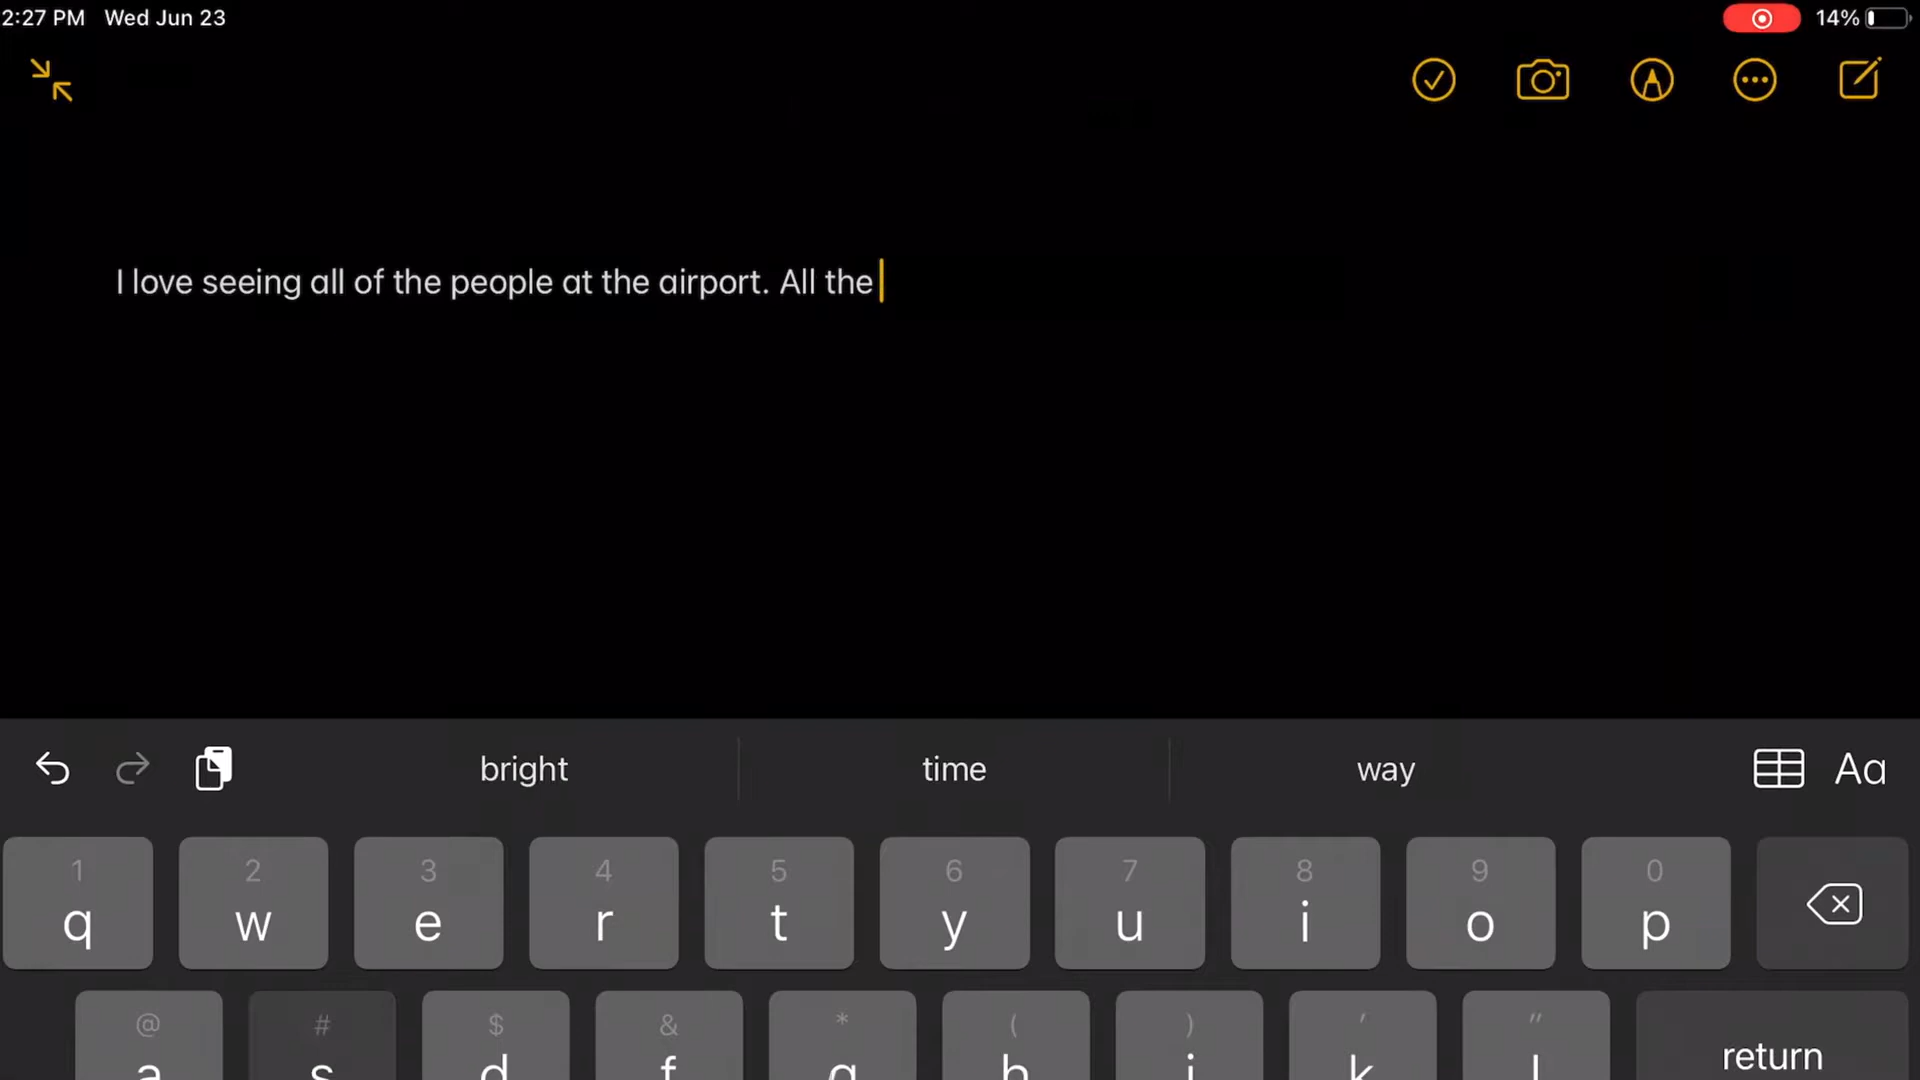 2:27 PM Wed Jun 23 14%
I love seeing all of the people at the airport. All the
bright time way Aa
1 2 3 4 5 6 7 8 9 0
q w e r t y u i o p
@ # $ & * ( ) ' "
a s d f g h j k l return